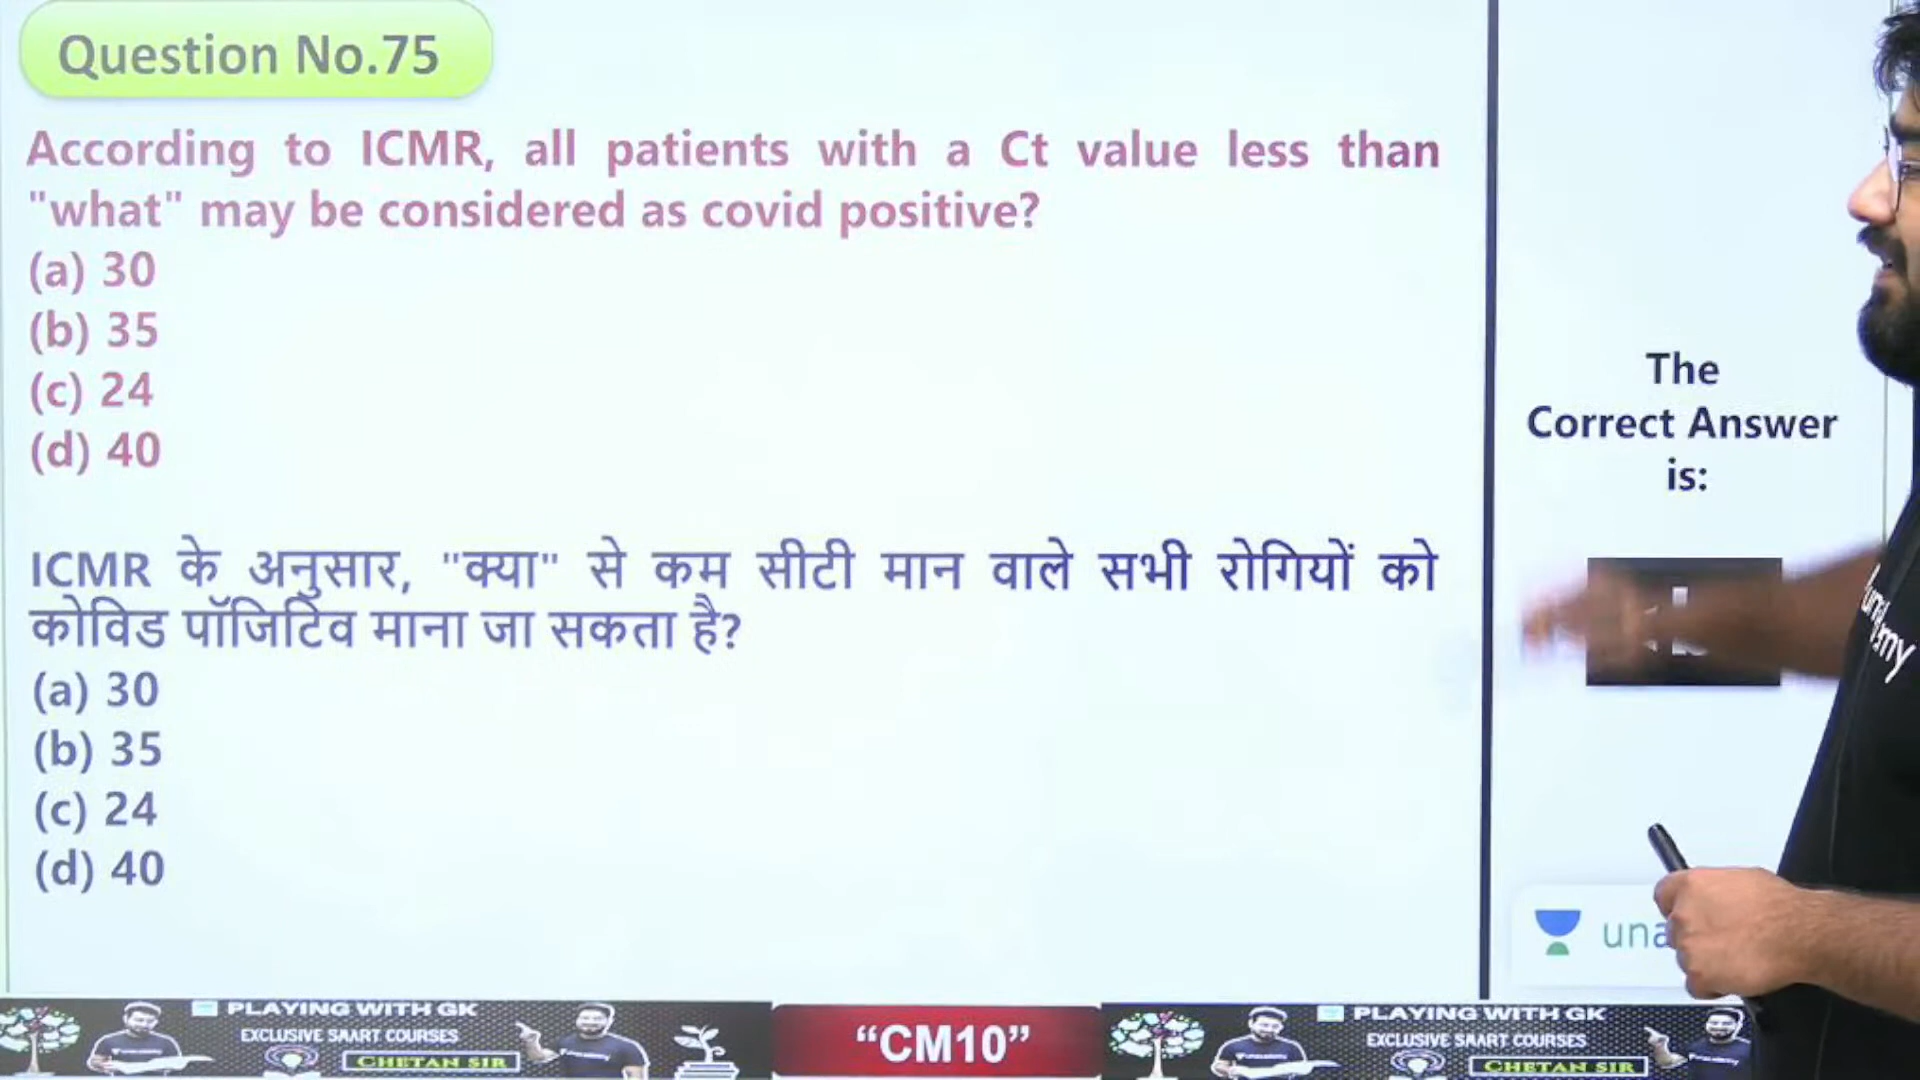 Question No.75
According to ICMR, all patients with a Ct value less than
"what" may be considered as covid positive?
(a) 30
(b) 35
(c) 24
(d) 40
ICMR के अनुसार, "क्या" से कम सीटी मान वाले सभी रोगियों को
कोविड पॉजिटिव माना जा सकता है?
(a) 30
(b) 35
(c) 24
(d) 40
The
Correct Answer
is:
PLAYING WITH GK
EXCLUSIVE SAART COURSES
CHETAN SIR
“CM10”
PLAYING WITH GK
EXCLUSIVE SAART COURSES
CHETAN SIR